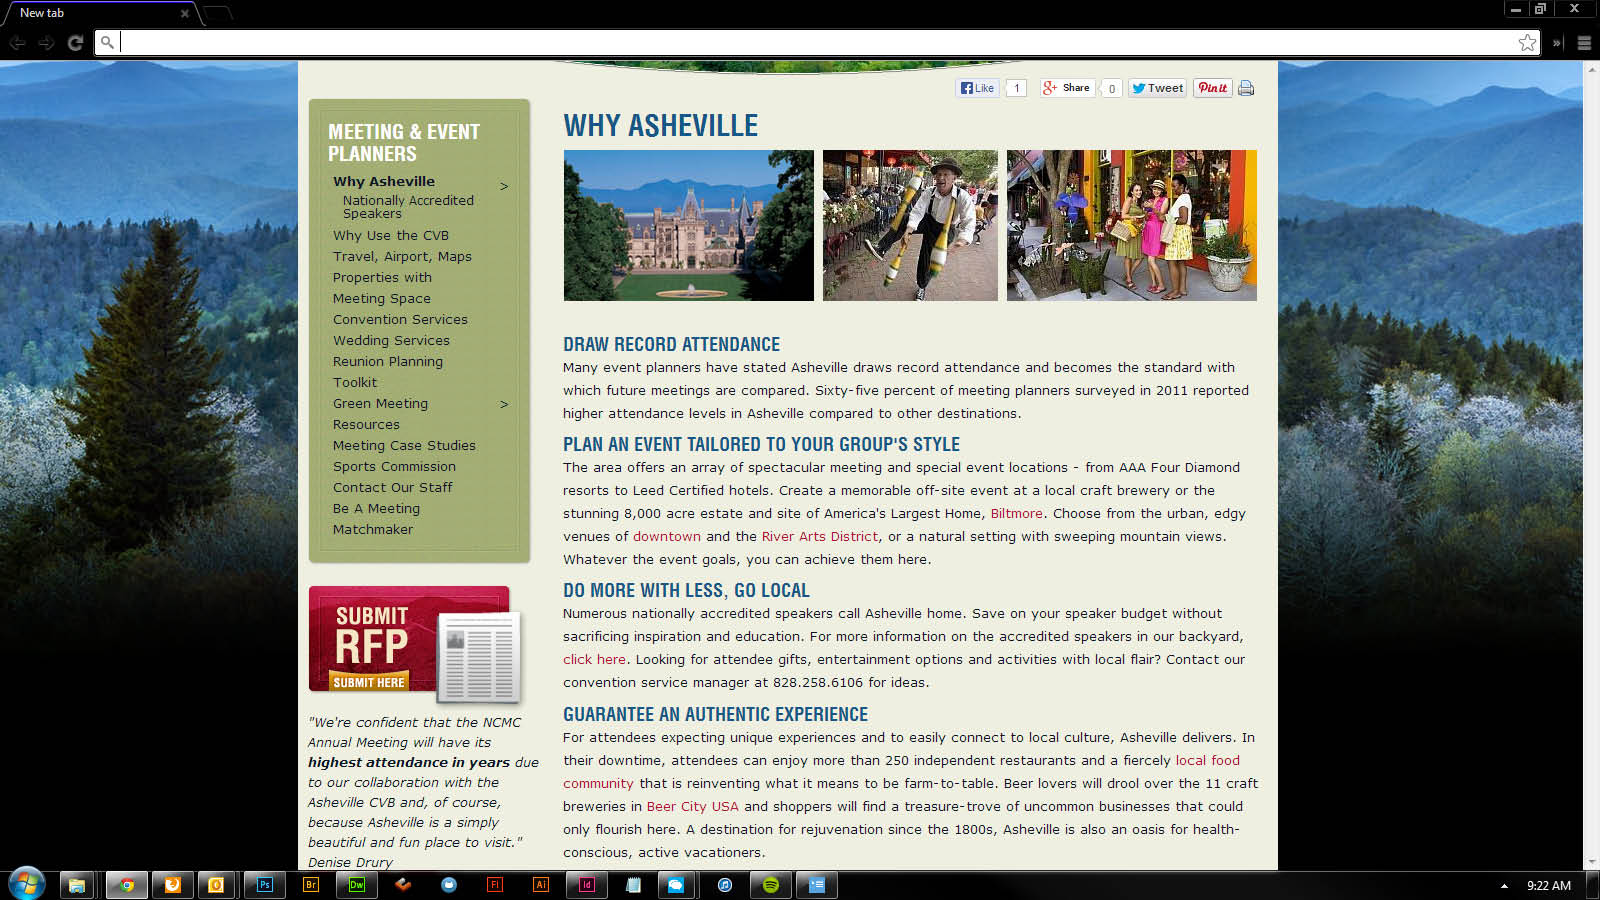 New tab
Like
1
Share
0
Tweet
Pin it
MEETING & EVENT
PLANNERS
Why Asheville >
Nationally Accredited
Speakers
Why Use the CVB
Travel, Airport, Maps
Properties with
Meeting Space
Convention Services
Wedding Services
Reunion Planning
Toolkit
Green Meeting >
Resources
Meeting Case Studies
Sports Commission
Contact Our Staff
Be A Meeting
Matchmaker
SUBMIT
RFP
SUBMIT HERE
"We're confident that the NCMC
Annual Meeting will have its
highest attendance in years due
to our collaboration with the
Asheville CVB and, of course,
because Asheville is a simply
beautiful and fun place to visit."
Denise Drury
WHY ASHEVILLE
DRAW RECORD ATTENDANCE
Many event planners have stated Asheville draws record attendance and becomes the standard with
which future meetings are compared. Sixty-five percent of meeting planners surveyed in 2011 reported
higher attendance levels in Asheville compared to other destinations.
PLAN AN EVENT TAILORED TO YOUR GROUP'S STYLE
The area offers an array of spectacular meeting and special event locations - from AAA Four Diamond
resorts to Leed Certified hotels. Create a memorable off-site event at a local craft brewery or the
stunning 8,000 acre estate and site of America's Largest Home, Biltmore. Choose from the urban, edgy
venues of downtown and the River Arts District, or a natural setting with sweeping mountain views.
Whatever the event goals, you can achieve them here.
DO MORE WITH LESS, GO LOCAL
Numerous nationally accredited speakers call Asheville home. Save on your speaker budget without
sacrificing inspiration and education. For more information on the accredited speakers in our backyard,
click here. Looking for attendee gifts, entertainment options and activities with local flair? Contact our
convention service manager at 828.258.6106 for ideas.
GUARANTEE AN AUTHENTIC EXPERIENCE
For attendees expecting unique experiences and to easily connect to local culture, Asheville delivers. In
their downtime, attendees can enjoy more than 250 independent restaurants and a fiercely local food
community that is reinventing what it means to be farm-to-table. Beer lovers will drool over the 11 craft
breweries in Beer City USA and shoppers will find a treasure-trove of uncommon businesses that could
only flourish here. A destination for rejuvenation since the 1800s, Asheville is also an oasis for health-
conscious, active vacationers.
Ps
Br
Dw
Fl
Ai
Id
9:22 AM